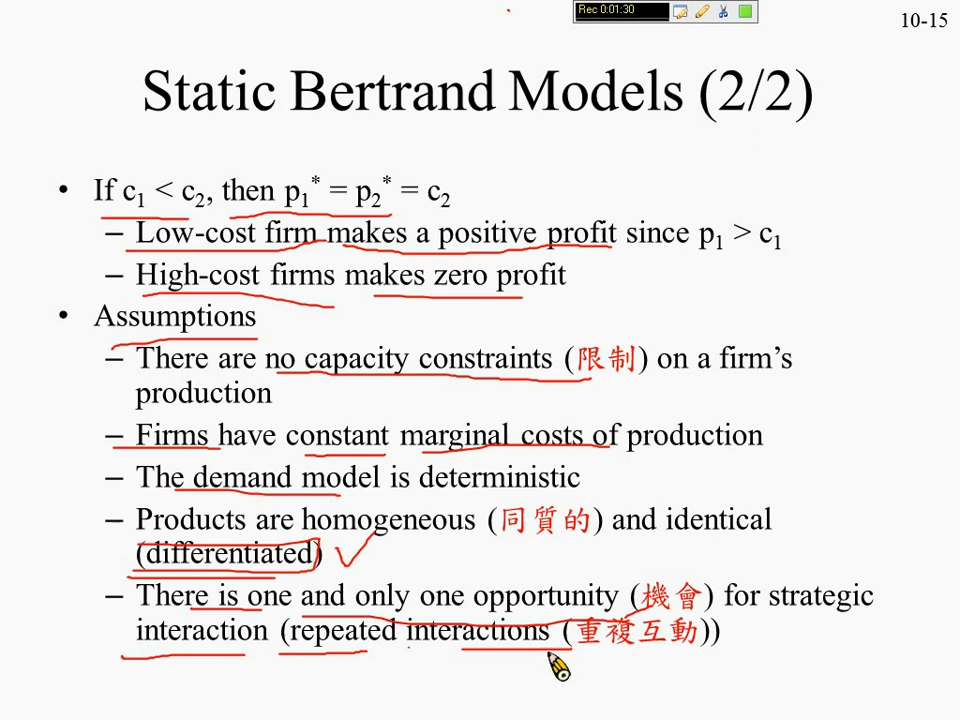 Rec 0:01:30
10-15
Static Bertrand Models (2/2)
• If c₁ < c₂, then p₁* = p₂* = c₂
– Low-cost firm makes a positive profit since p₁ > c₁
– High-cost firms makes zero profit
• Assumptions
– There are no capacity constraints (限制) on a firm’s
production
– Firms have constant marginal costs of production
– The demand model is deterministic
– Products are homogeneous (同質的) and identical
(differentiated)
– There is one and only one opportunity (機會) for strategic
interaction (repeated interactions (重複互動))